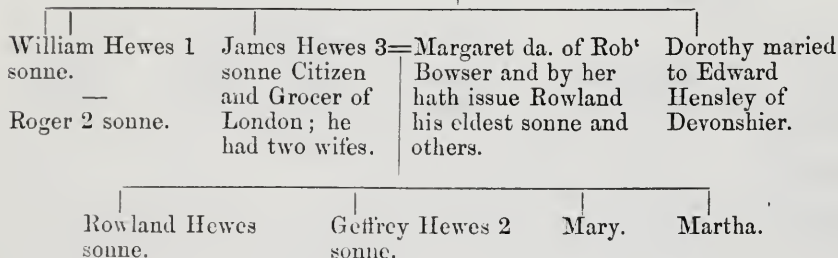 William Hewes 1
sonne.
—
Roger 2 sonne.
James Hewes 3=
sonne Citizen
and Grocer of
London; he
had two wifes.
Margaret da. of Robᵗ
Bowser and by her
hath issue Rowland
his eldest sonne and
others.
Dorothy maried
to Edward
Hensley of
Devonshier.
Rowland Hewes
sonne.
Geffrey Hewes 2
sonne.
Mary.
Martha.